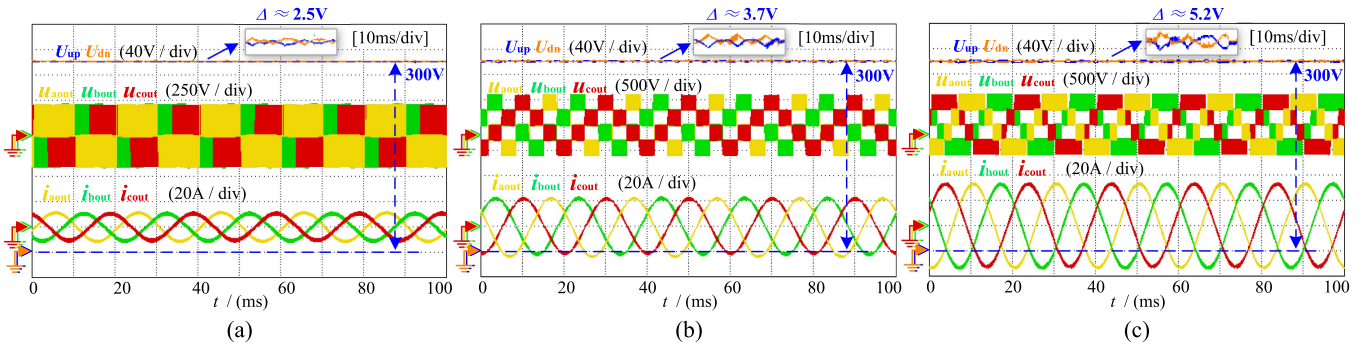 Δ ≈ 2.5V
Uup Udn (40V / div) [10ms/div]
300V
uaout ubout ucout (250V / div)
iaout ibout icout (20A / div)
0 20 40 60 80 100
t / (ms)
(a)
Δ ≈ 3.7V
Uup Udn (40V / div) [10ms/div]
300V
uaout ubout ucout (500V / div)
iaout ibout icout (20A / div)
0 20 40 60 80 100
t / (ms)
(b)
Δ ≈ 5.2V
Uup Udn (40V / div) [10ms/div]
300V
uaout ubout ucout (500V / div)
iaout ibout icout (20A / div)
0 20 40 60 80 100
t / (ms)
(c)